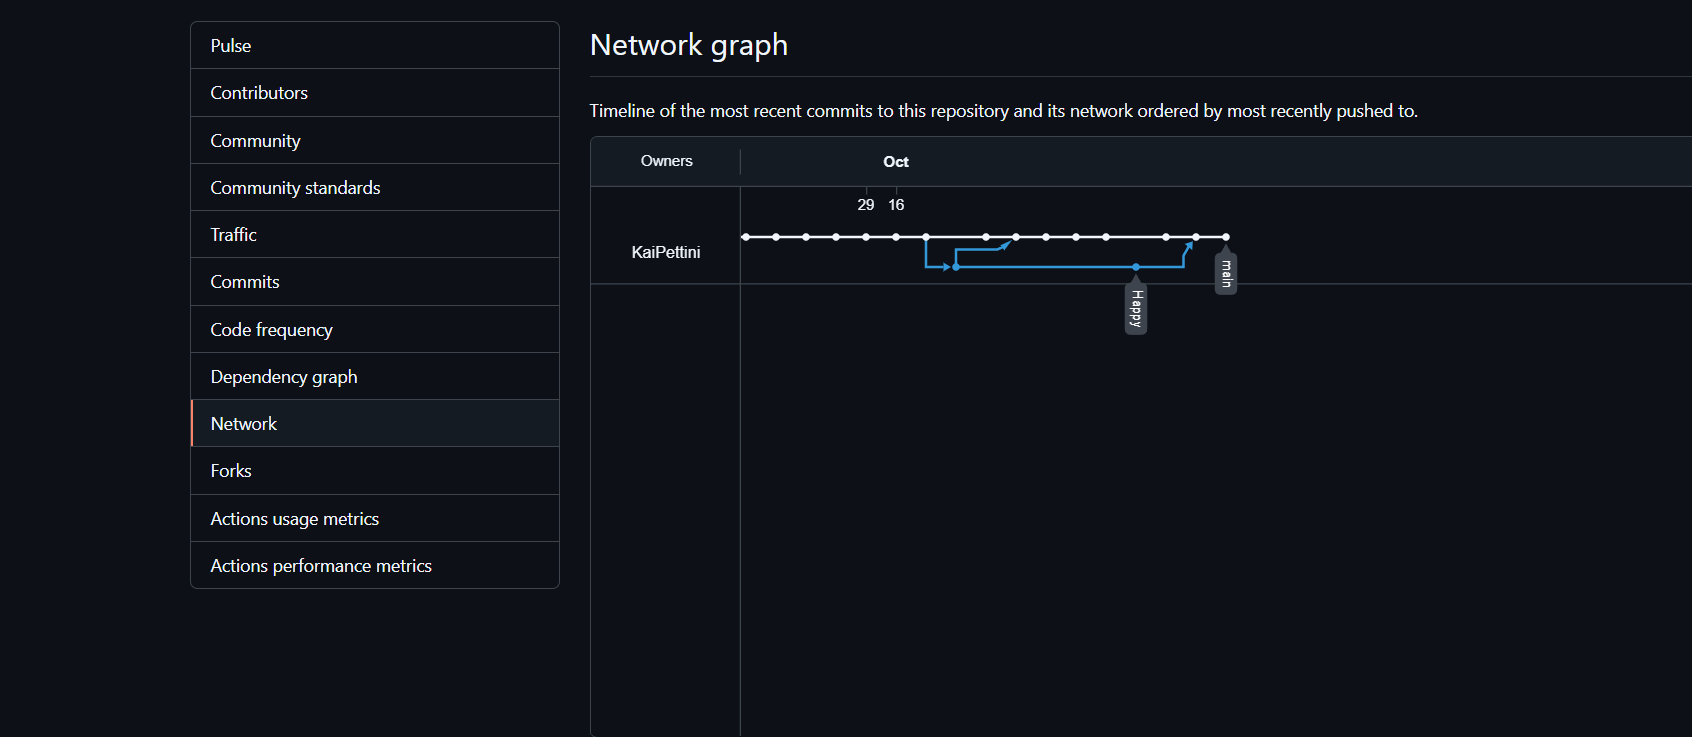 Pulse
Contributors
Community
Community standards
Traffic
Commits
Code frequency
Dependency graph
Network
Forks
Actions usage metrics
Actions performance metrics
Network graph
Timeline of the most recent commits to this repository and its network ordered by most recently pushed to.
Owners
Oct
29 16
KaiPettini
main
Happy